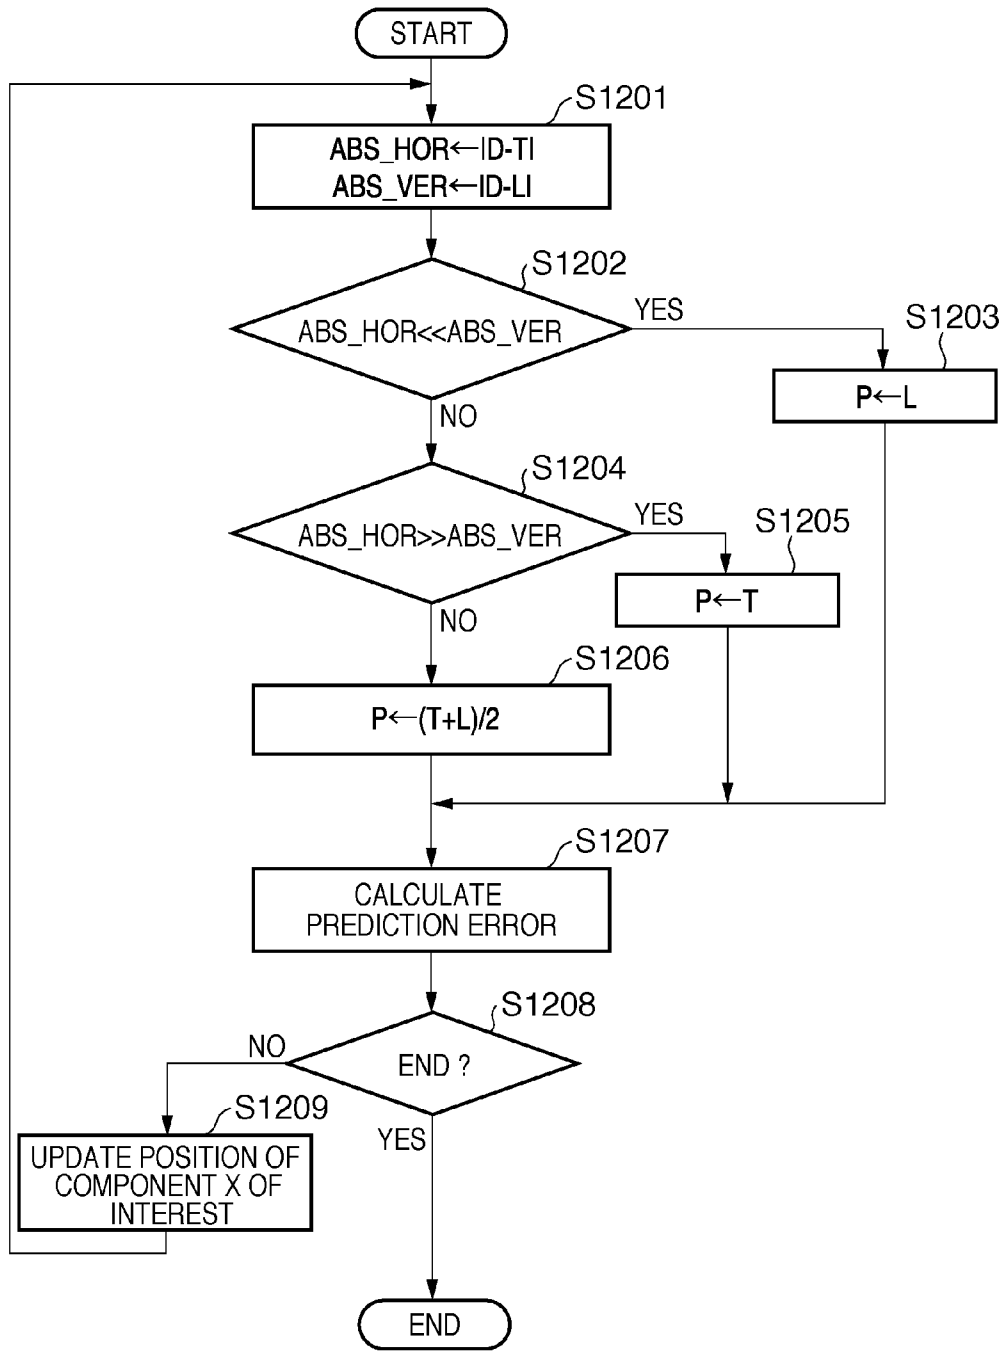 START
S1201
ABS_HOR←|D-T|
ABS_VER←|D-L|
S1202
ABS_HOR<<ABS_VER
YES
NO
S1203
P←L
S1204
ABS_HOR>>ABS_VER
YES
NO
S1205
P←T
S1206
P←(T+L)/2
S1207
CALCULATE
PREDICTION ERROR
S1208
END ?
NO
YES
S1209
UPDATE POSITION OF
COMPONENT X OF
INTEREST
END